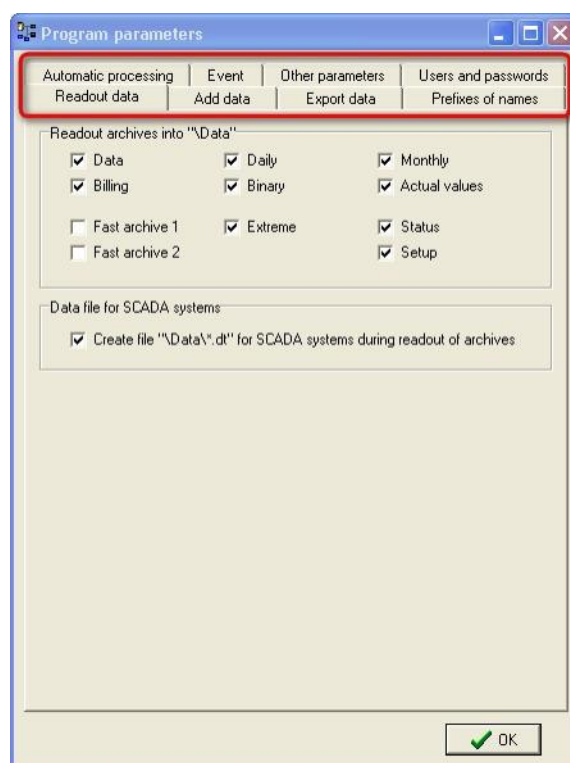 Program parameters
Automatic processing Event Other parameters Users and passwords
Readout data Add data Export data Prefixes of names
Readout archives into "\Data"
Data Daily Monthly
Billing Binary Actual values
Fast archive 1 Extreme Status
Fast archive 2 Setup
Data file for SCADA systems
Create file "\Data\*.dt" for SCADA systems during readout of archives
OK